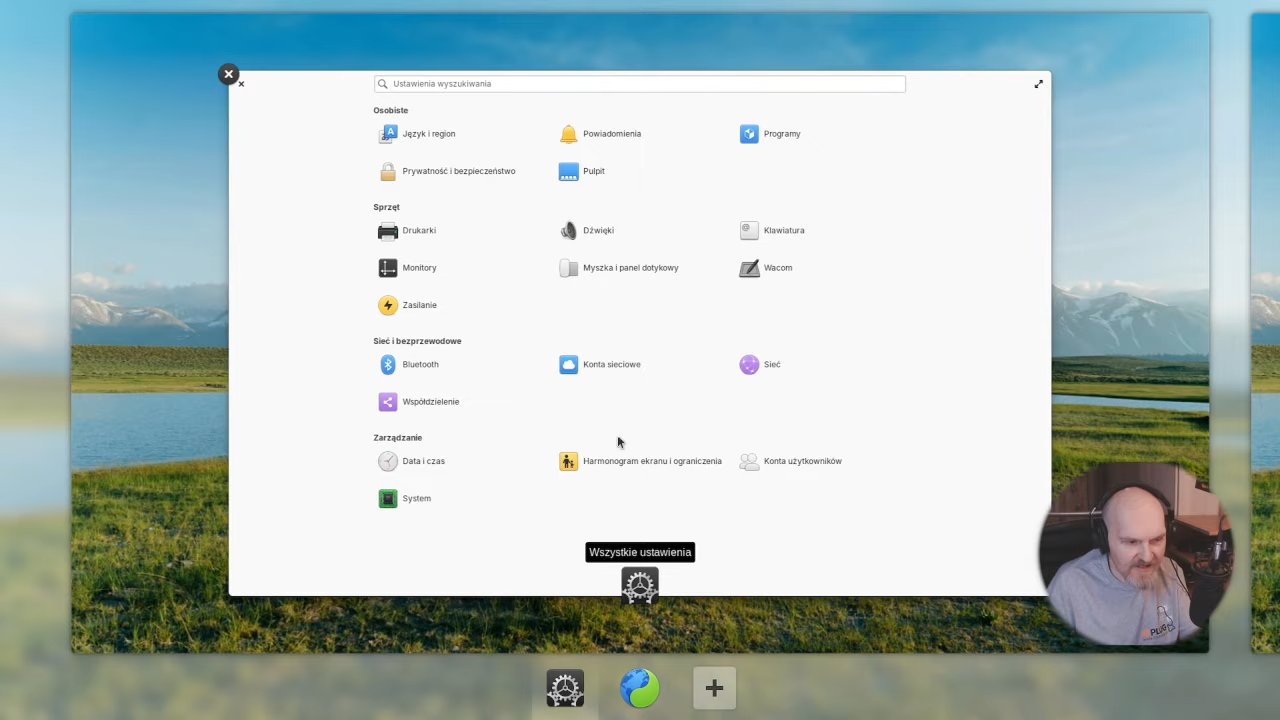 Ustawienia wyszukiwania
Osobiste
Język i region
Powiadomienia
Programy
Prywatność i bezpieczeństwo
Pulpit
Sprzęt
Drukarki
Dźwięki
Klawiatura
Monitory
Myszka i panel dotykowy
Wacom
Zasilanie
Sieć i bezprzewodowe
Bluetooth
Konta sieciowe
Sieć
Współdzielenie
Zarządzanie
Data i czas
Harmonogram ekranu i ograniczenia
Konta użytkowników
System
Wszystkie ustawienia
PLUG